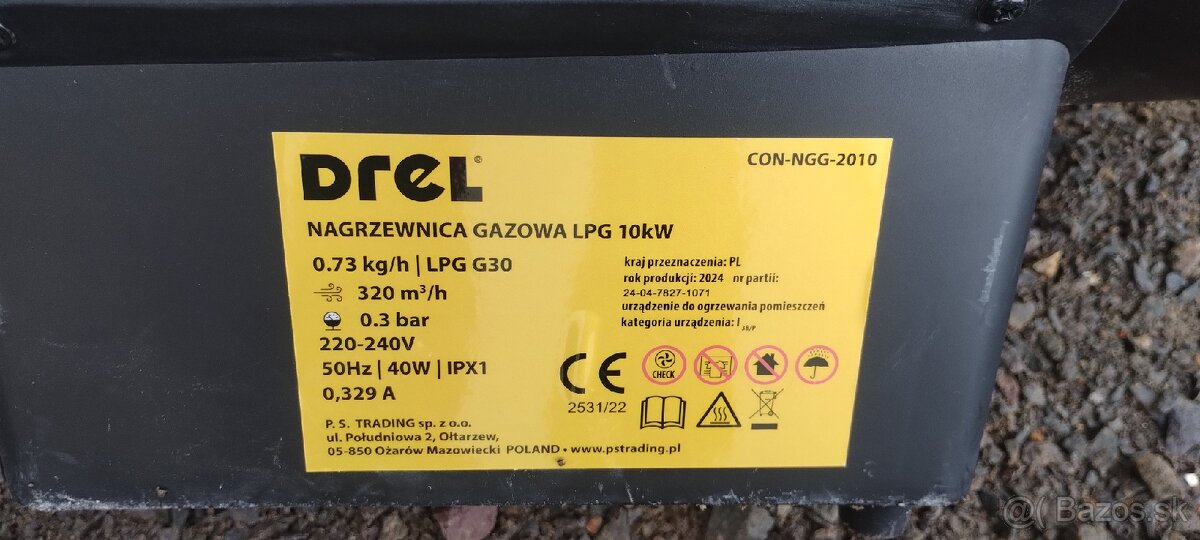 Drel®
CON-NGG-2010
NAGRZEWNICA GAZOWA LPG 10kW
0.73 kg/h | LPG G30
320 m³/h
0.3 bar
220-240V
50Hz | 40W | IPX1
0,329 A
kraj przeznaczenia: PL
rok produkcji: 2024 nr partii:
24-04-7827-1071
urządzenie do ogrzewania pomieszczeń
kategoria urządzenia: I 3B/P
CE
2531/22
CHECK
P. S. TRADING sp. z o.o.
ul. Południowa 2, Ołtarzew,
05-850 Ożarów Mazowiecki POLAND • www.pstrading.pl
@ Bazos.sk